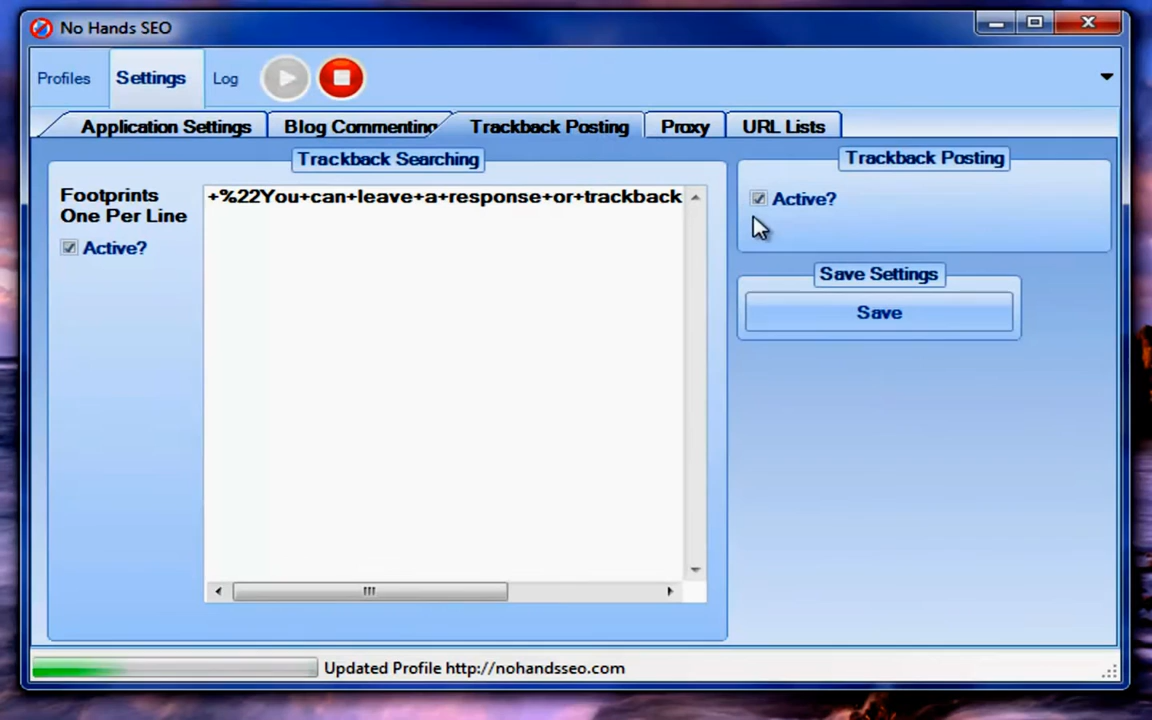 No Hands SEO
Profiles
Settings
Log
Application Settings
Blog Commenting
Trackback Posting
Proxy
URL Lists
Trackback Searching
Footprints
One Per Line
Active?
+%22You+can+leave+a+response+or+trackback
Trackback Posting
Active?
Save Settings
Save
Updated Profile http://nohandsseo.com